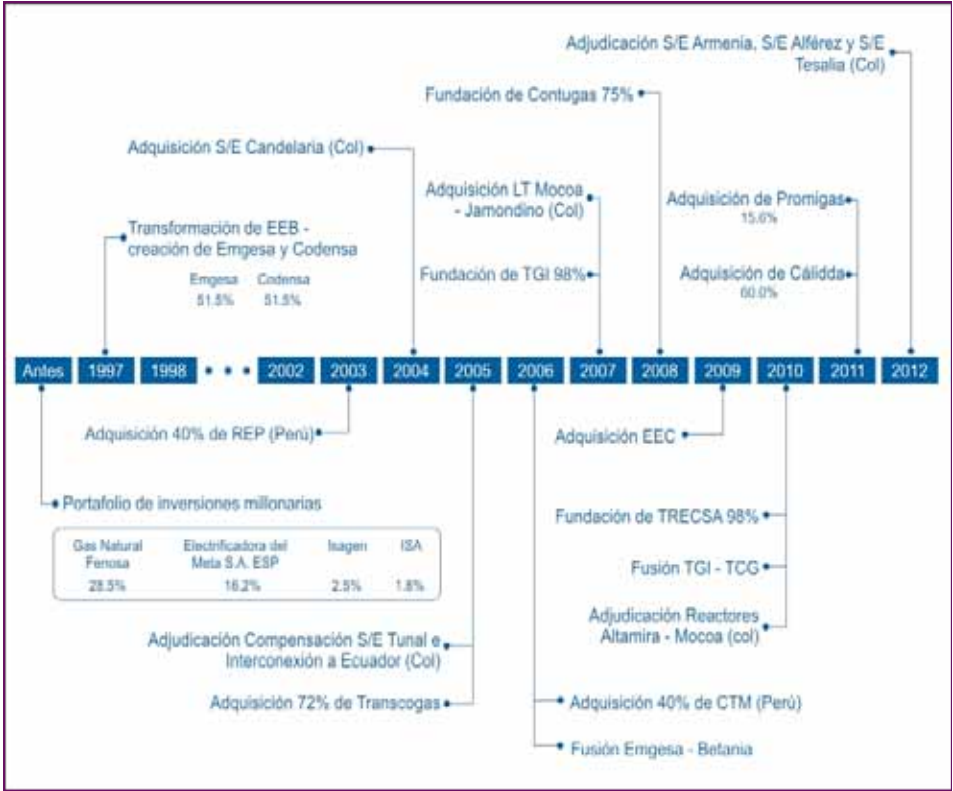 Adjudicación S/E Armenía, S/E Alférez y S/E
Tesalia (Col)
Fundación de Contugas 75%
Adquisición S/E Candelaria (Col)
Adquisición LT Mocoa
- Jamondino (Col)
Adquisición de Promigas
15.6%
Transformación de EEB -
creación de Emgesa y Codensa
Emgesa Codensa
51.5% 51.5%
Fundación de TGI 98%
Adquisición de Cálidda
60.0%
Antes 1997 1998 • • • 2002 2003 2004 2005 2006 2007 2008 2009 2010 2011 2012
Adquisición 40% de REP (Perú)
Adquisición EEC
Portafolio de inversiones millonarias
Gas Natural Electrificadora del Isagen ISA
Fenosa Meta S.A. ESP
28.5% 16.2% 2.5% 1.8%
Fundación de TRECSA 98%
Fusión TGI - TCG
Adjudicación Reactores
Altamira - Mocoa (col)
Adjudicación Compensación S/E Tunal e
Interconexión a Ecuador (Col)
Adquisición 72% de Transcogas
Adquisición 40% de CTM (Perú)
Fusión Emgesa - Betania